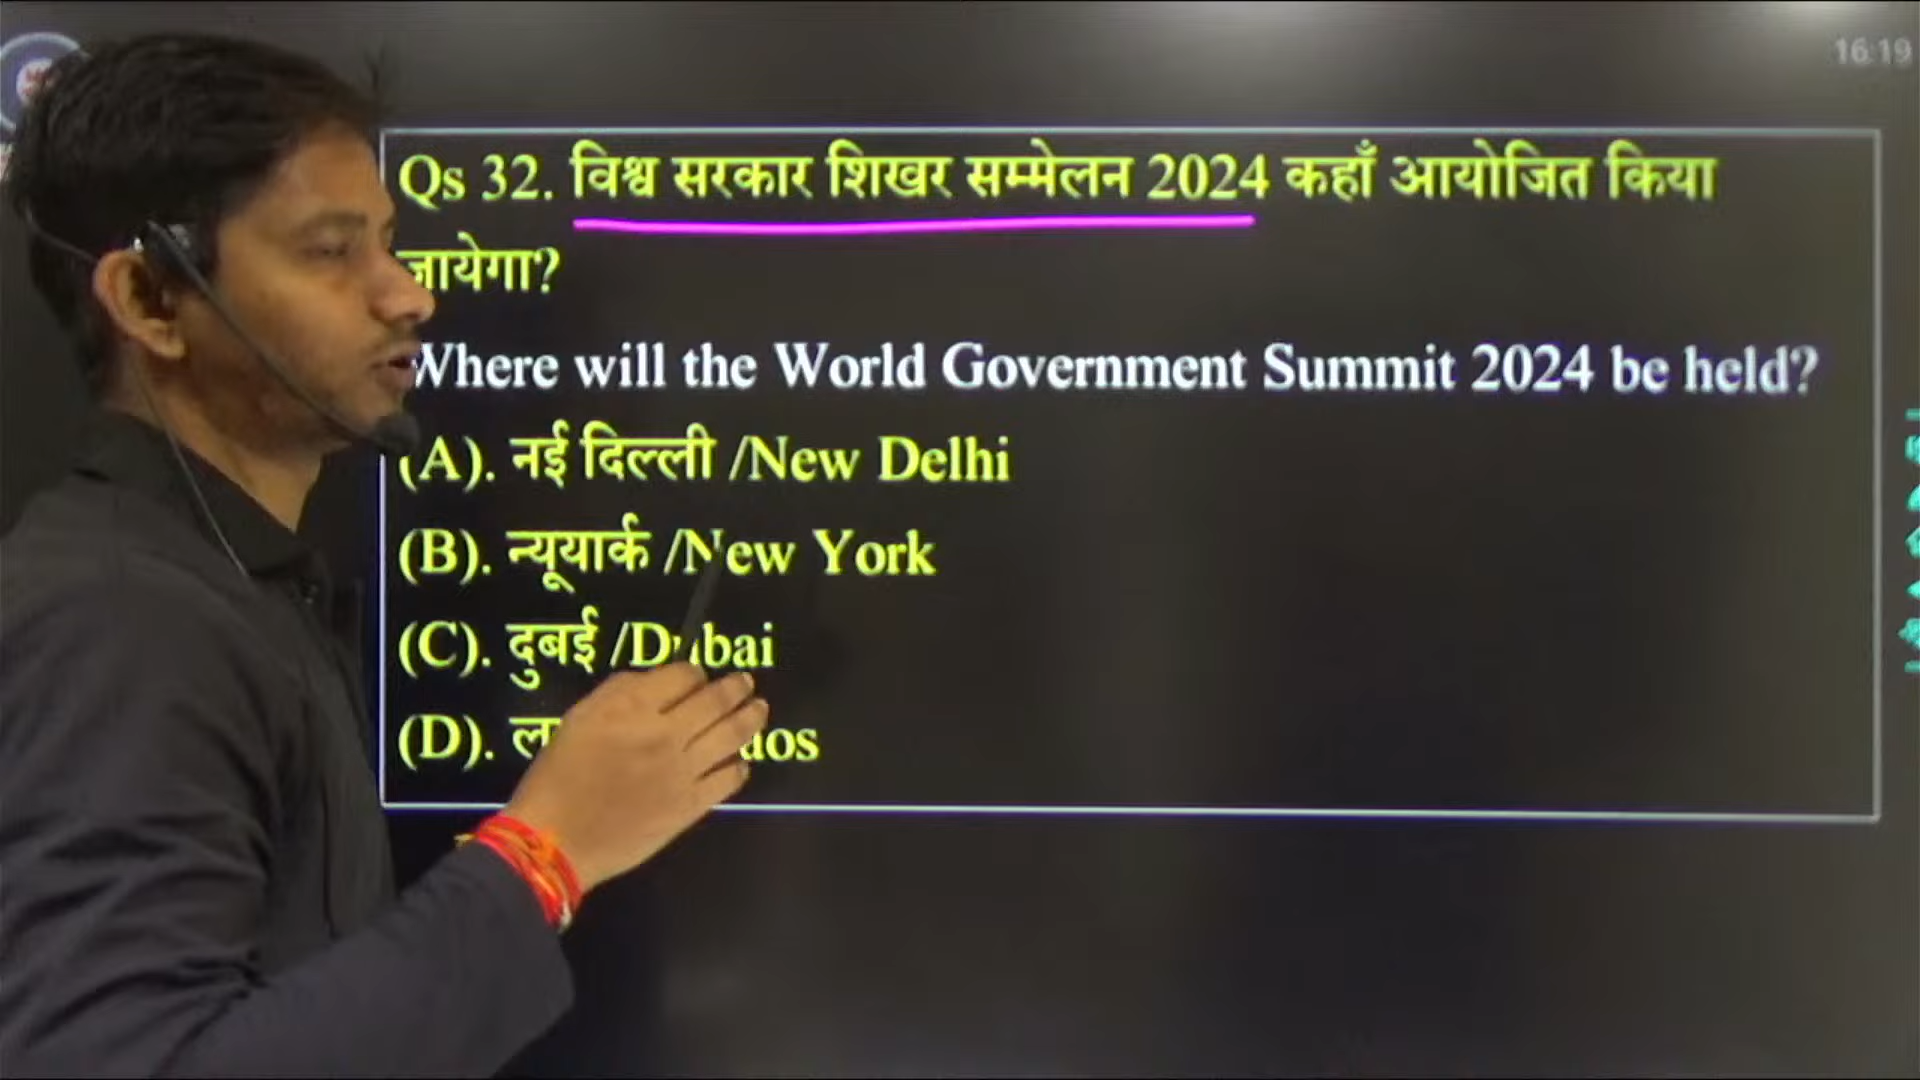 16:19
Qs 32. विश्व सरकार शिखर सम्मेलन 2024 कहाँ आयोजित किया
जायेगा?
Where will the World Government Summit 2024 be held?
(A). नई दिल्ली /New Delhi
(B). न्यूयार्क /New York
(C). दुबई /Dubai
(D).